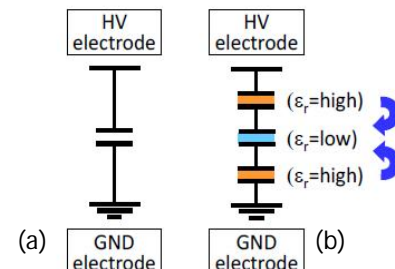 HV
electrode
HV
electrode
(εr=high)
(εr=low)
(εr=high)
(a)
GND
electrode
GND
electrode
(b)